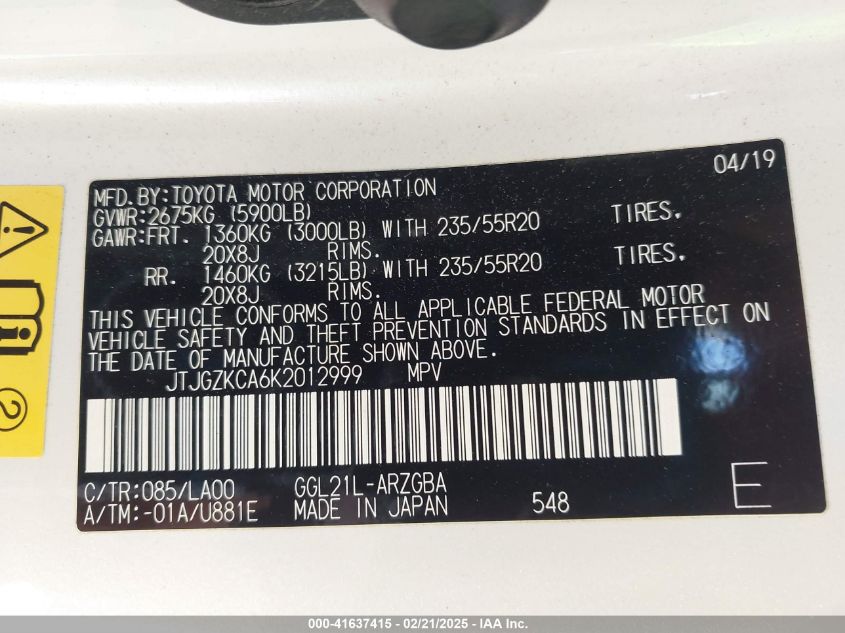 04/19
MFD.BY:TOYOTA MOTOR CORPORATION
GVWR:2675KG (5900LB)
GAWR:FRT. 1360KG (3000LB) WITH 235/55R20 TIRES.
20X8J RIMS.
RR. 1460KG (3215LB) WITH 235/55R20 TIRES.
20X8J RIMS.
THIS VEHICLE CONFORMS TO ALL APPLICABLE FEDERAL MOTOR
VEHICLE SAFETY AND THEFT PREVENTION STANDARDS IN EFFECT ON
THE DATE OF MANUFACTURE SHOWN ABOVE.
JTJGZKCA6K2012999 MPV
C/TR:085/LA00 GGL21L-ARZGBA
A/TM:-01A/U881E MADE IN JAPAN 548 E
2
000-41637415 - 02/21/2025 - IAA Inc.